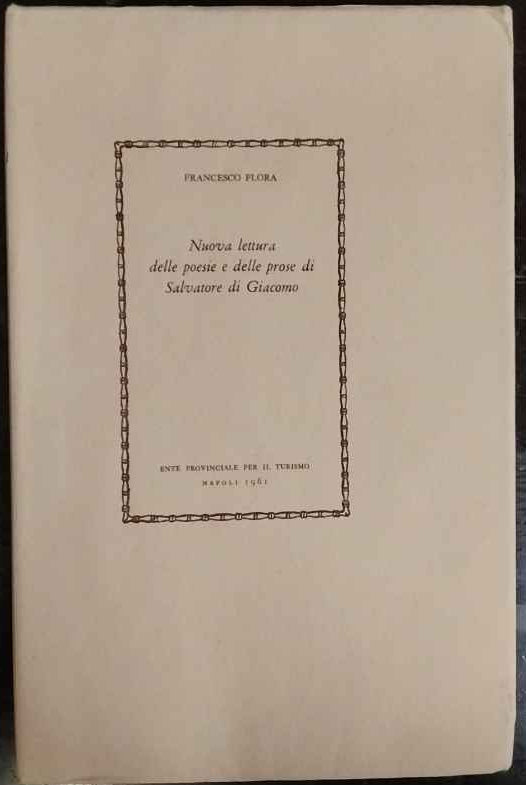 FRANCESCO FLORA
Nuova lettura
delle poesie e delle prose di
Salvatore di Giacomo
ENTE PROVINCIALE PER IL TURISMO
NAPOLI 1961